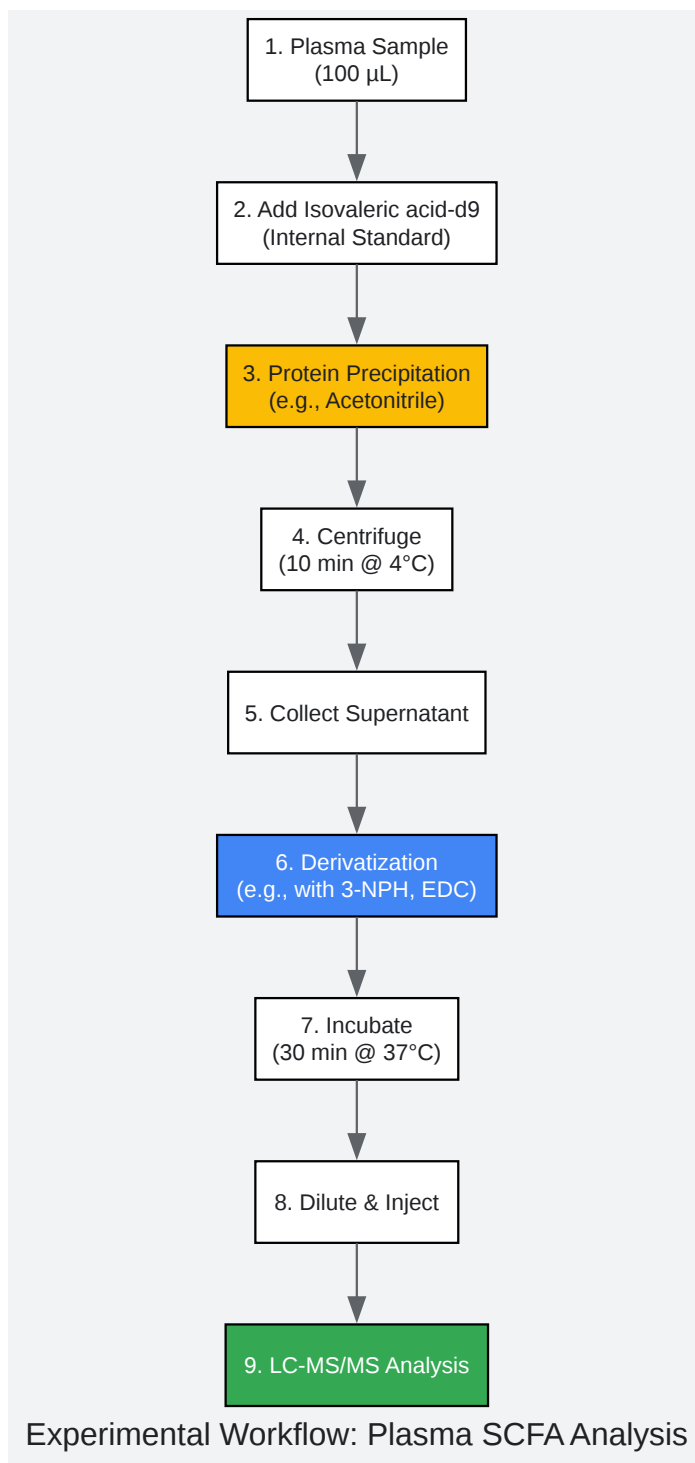 1. Plasma Sample
(100 µL)
2. Add Isovaleric acid-d9
(Internal Standard)
3. Protein Precipitation
(e.g., Acetonitrile)
4. Centrifuge
(10 min @ 4°C)
5. Collect Supernatant
6. Derivatization
(e.g., with 3-NPH, EDC)
7. Incubate
(30 min @ 37°C)
8. Dilute & Inject
9. LC-MS/MS Analysis
Experimental Workflow: Plasma SCFA Analysis